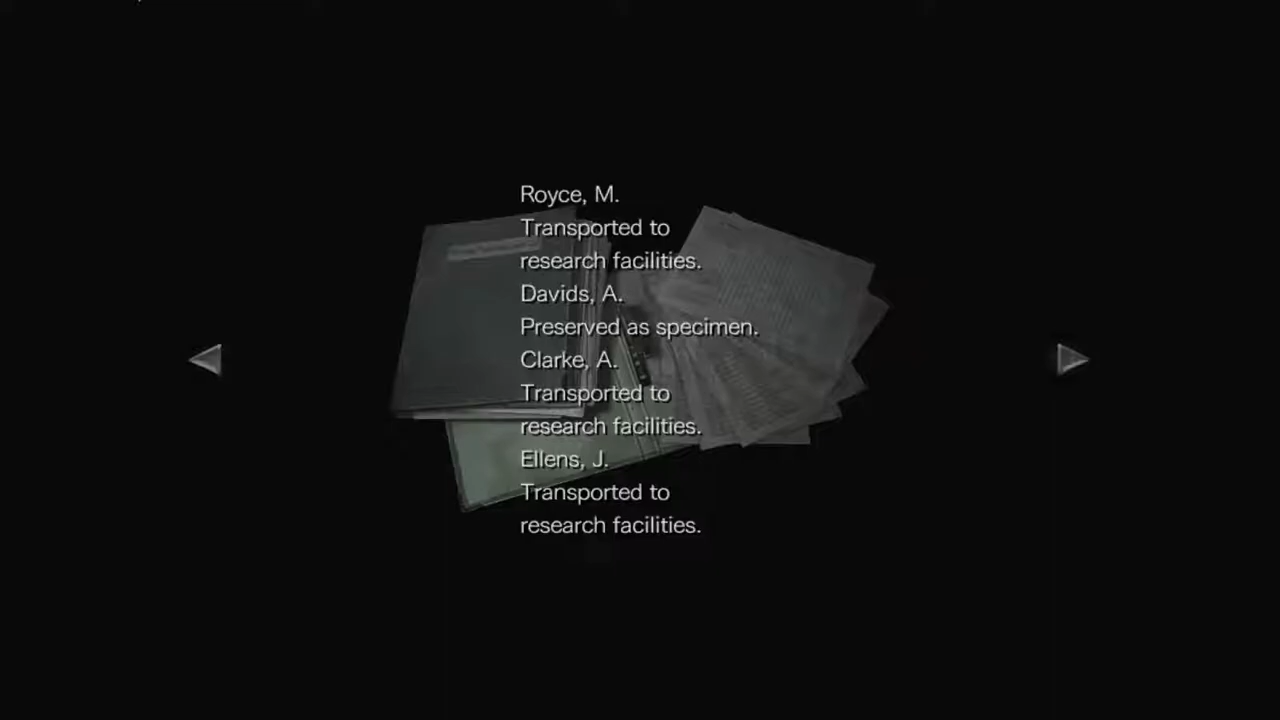 Royce, M.
Transported to
research facilities.
Davids, A.
Preserved as specimen.
Clarke, A.
Transported to
research facilities.
Ellens, J.
Transported to
research facilities.